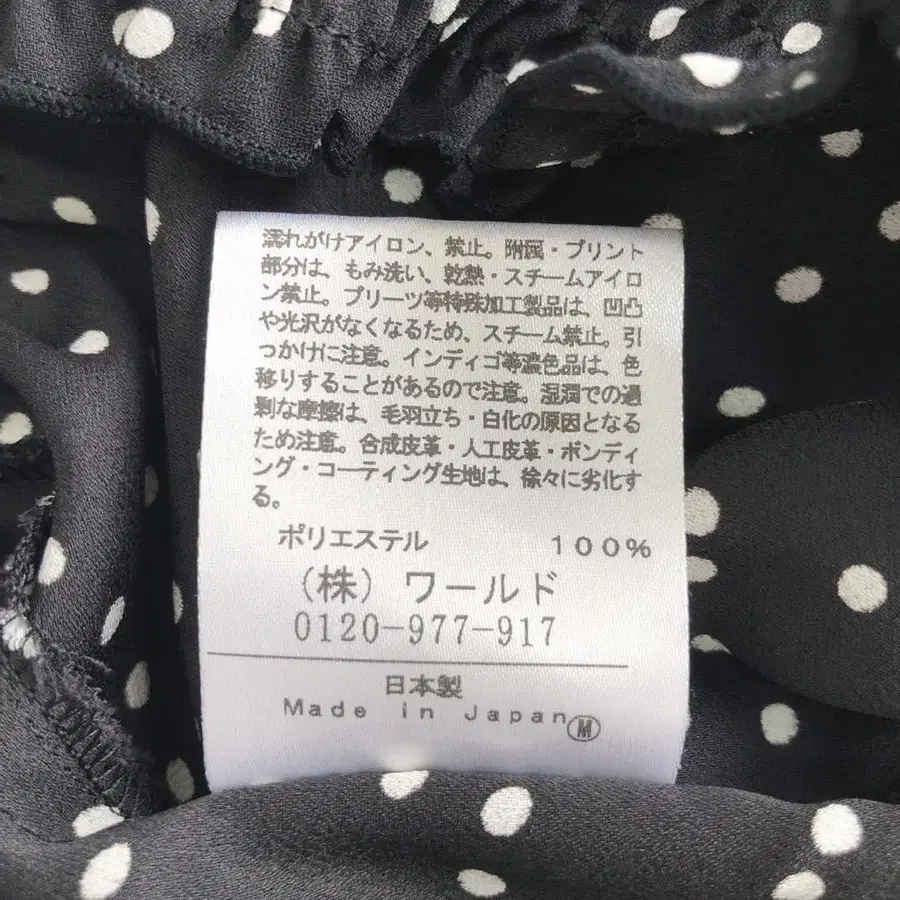 濡れがけアイロン、禁止。附属・プリント
部分は、もみ洗い、乾熱・スチームアイロ
ン禁止。プリーツ等特殊加工製品は、凹凸
や光沢がなくなるため、スチーム禁止。引
っかけに注意。インディゴ等濃色品は、色
移りすることがあるので注意。湿潤での過
剰な摩擦は、毛羽立ち・白化の原因となる
ため注意。合成皮革・人工皮革・ボンディ
ング・コーティング生地は、徐々に劣化す
る。
ポリエステル 100%
(株) ワールド
0120-977-917
日本製
Made in Japan Ⓜ